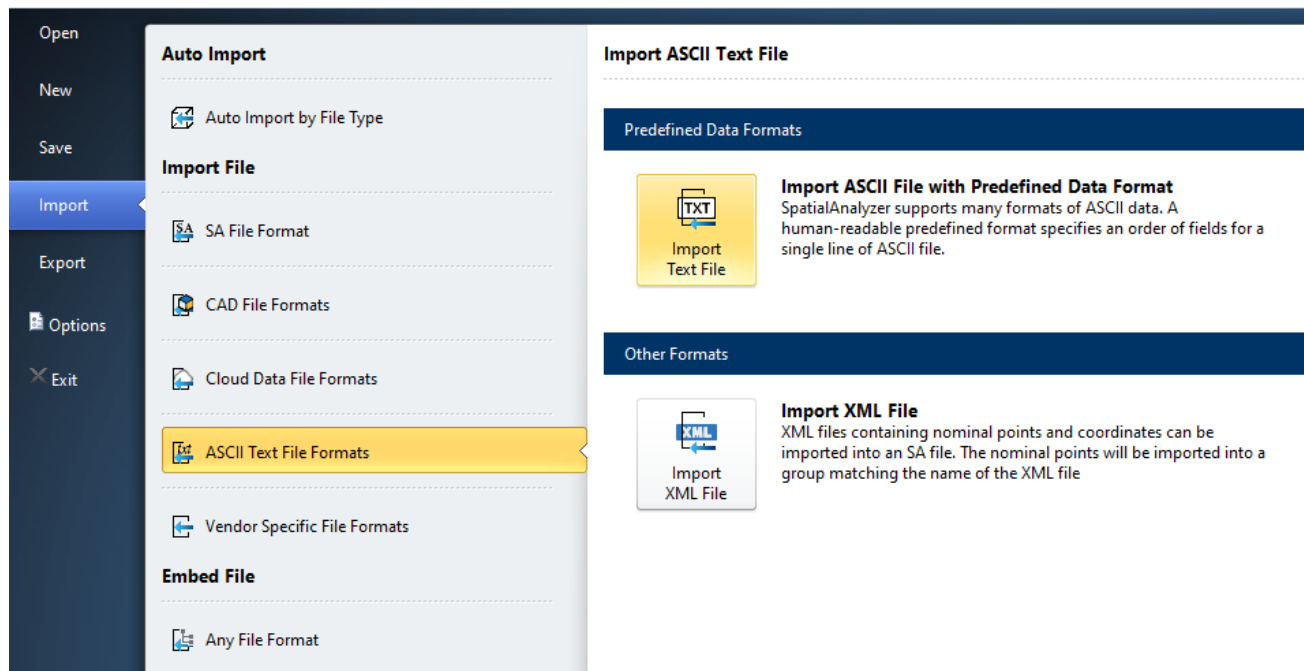 Open
New
Save
Import
Export
Options
Exit
Auto Import
Auto Import by File Type
Import File
SA
SA File Format
CAD File Formats
Cloud Data File Formats
Txt
ASCII Text File Formats
Vendor Specific File Formats
Embed File
Any File Format
Import ASCII Text File
Predefined Data Formats
TXT
Import
Text File
Import ASCII File with Predefined Data Format
SpatialAnalyzer supports many formats of ASCII data. A
human-readable predefined format specifies an order of fields for a
single line of ASCII file.
Other Formats
XML
Import
XML File
Import XML File
XML files containing nominal points and coordinates can be
imported into an SA file. The nominal points will be imported into a
group matching the name of the XML file